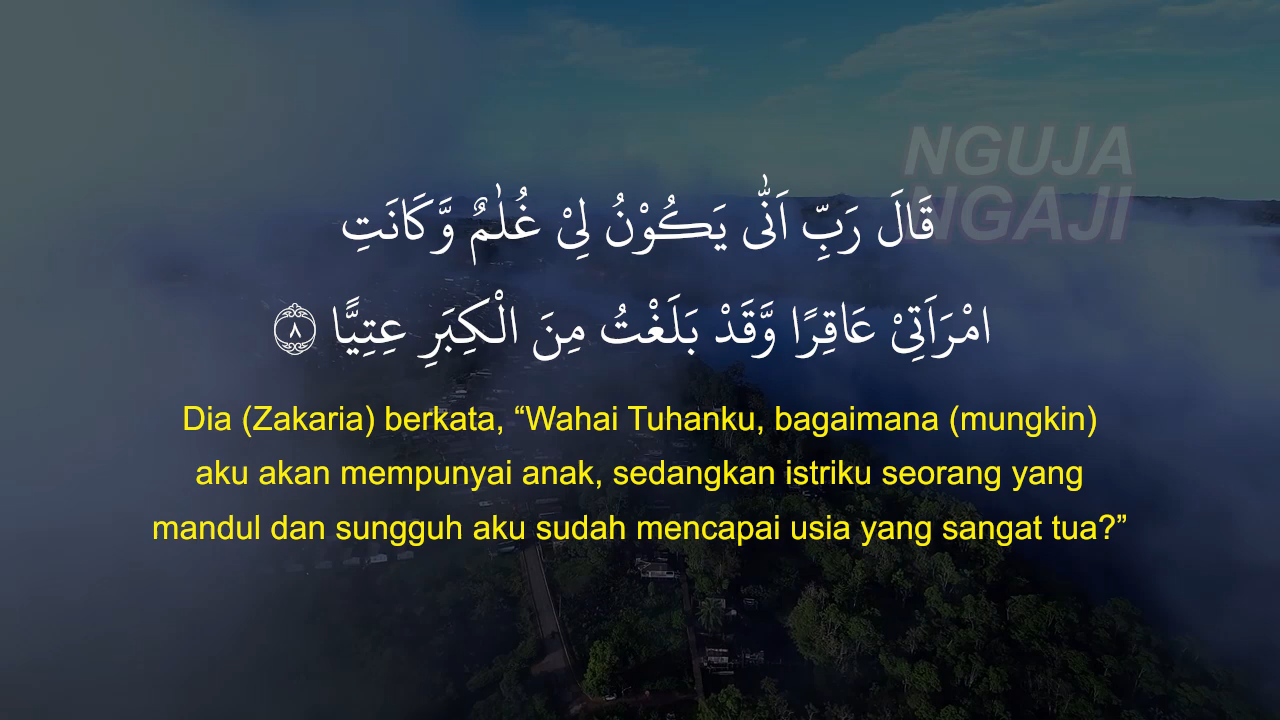 NGUJA
NGAJI
قَالَ رَبِّ اَنّٰى يَكُوْنُ لِيْ غُلٰمٌ وَّكَانَتِ
امْرَاَتِيْ عَاقِرًا وَّقَدْ بَلَغْتُ مِنَ الْكِبَرِ عِتِيًّا ۝٨
Dia (Zakaria) berkata, “Wahai Tuhanku, bagaimana (mungkin)
aku akan mempunyai anak, sedangkan istriku seorang yang
mandul dan sungguh aku sudah mencapai usia yang sangat tua?”